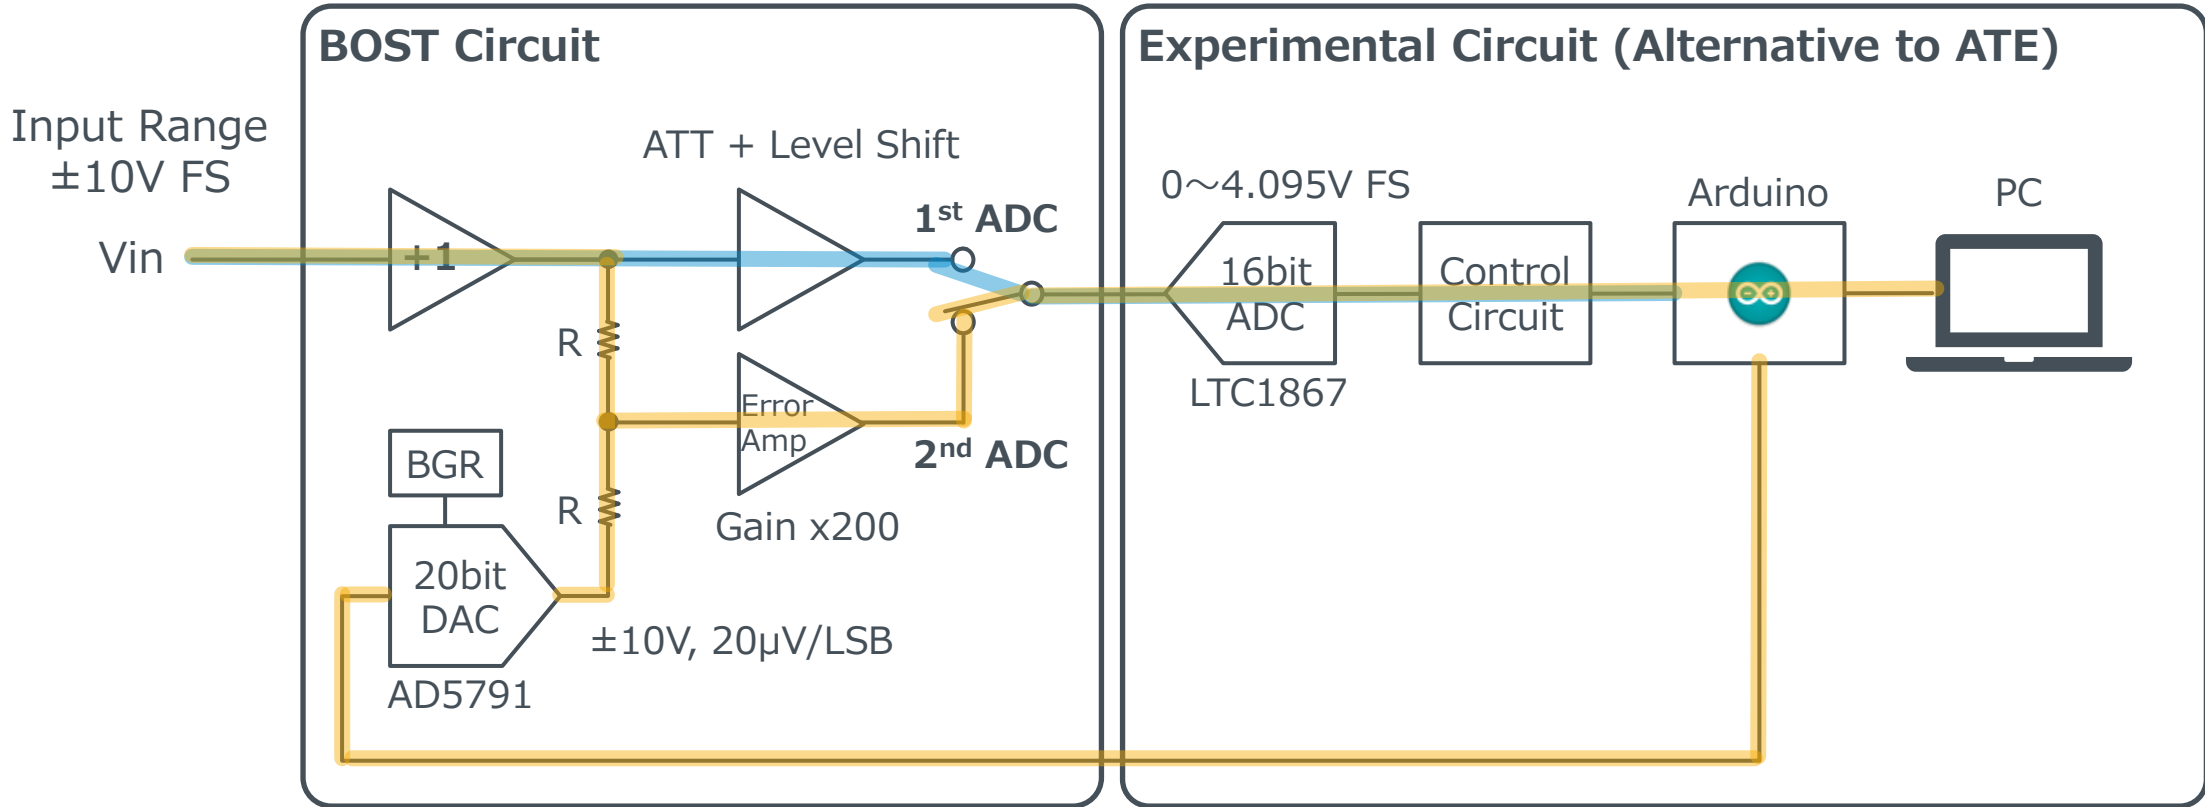 BOST Circuit
Experimental Circuit (Alternative to ATE)
Input Range
±10V FS
ATT + Level Shift
0～4.095V FS
Arduino
PC
1st ADC
Vin
+1
16bit
ADC
Control
Circuit
R
LTC1867
Error
Amp
2nd ADC
BGR
R
Gain x200
20bit
DAC
±10V, 20μV/LSB
AD5791